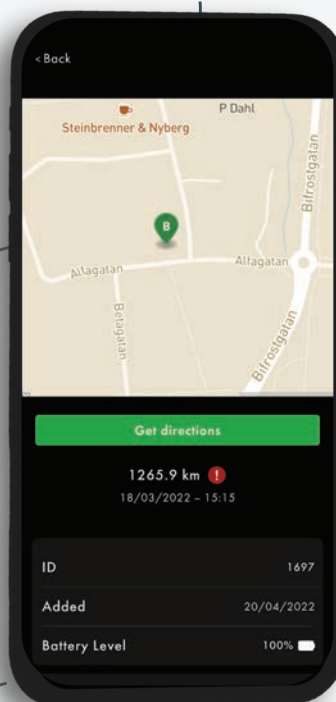 < Back
P Dahl
Steinbrenner & Nyberg
Bifrostgatan
B
Alfagatan
Alfagatan
Betagatan
Bifrostgatan
Get directions
1265.9 km !
18/03/2022 – 15:15
ID 1697
Added 20/04/2022
Battery Level 100%